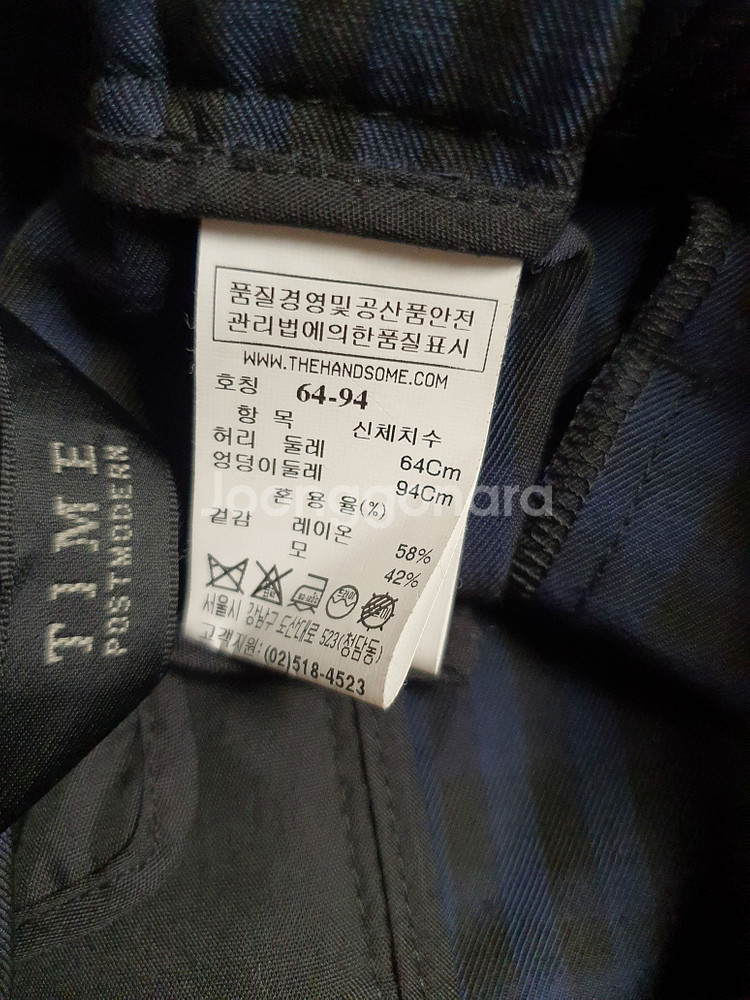 품질경영및공산품안전
관리법에의한품질표시
WWW.THEHANDSOME.COM
호칭 64-94
항 목 신체치수
허리 둘레 64Cm
엉덩이둘레 94Cm
혼 용 율(%)
겉감 레이온 58%
모 42%
서울시 강남구 도산대로 523(청담동)
고객지원: (02)518-4523
TIME
POSTMODERN
Joonggonara